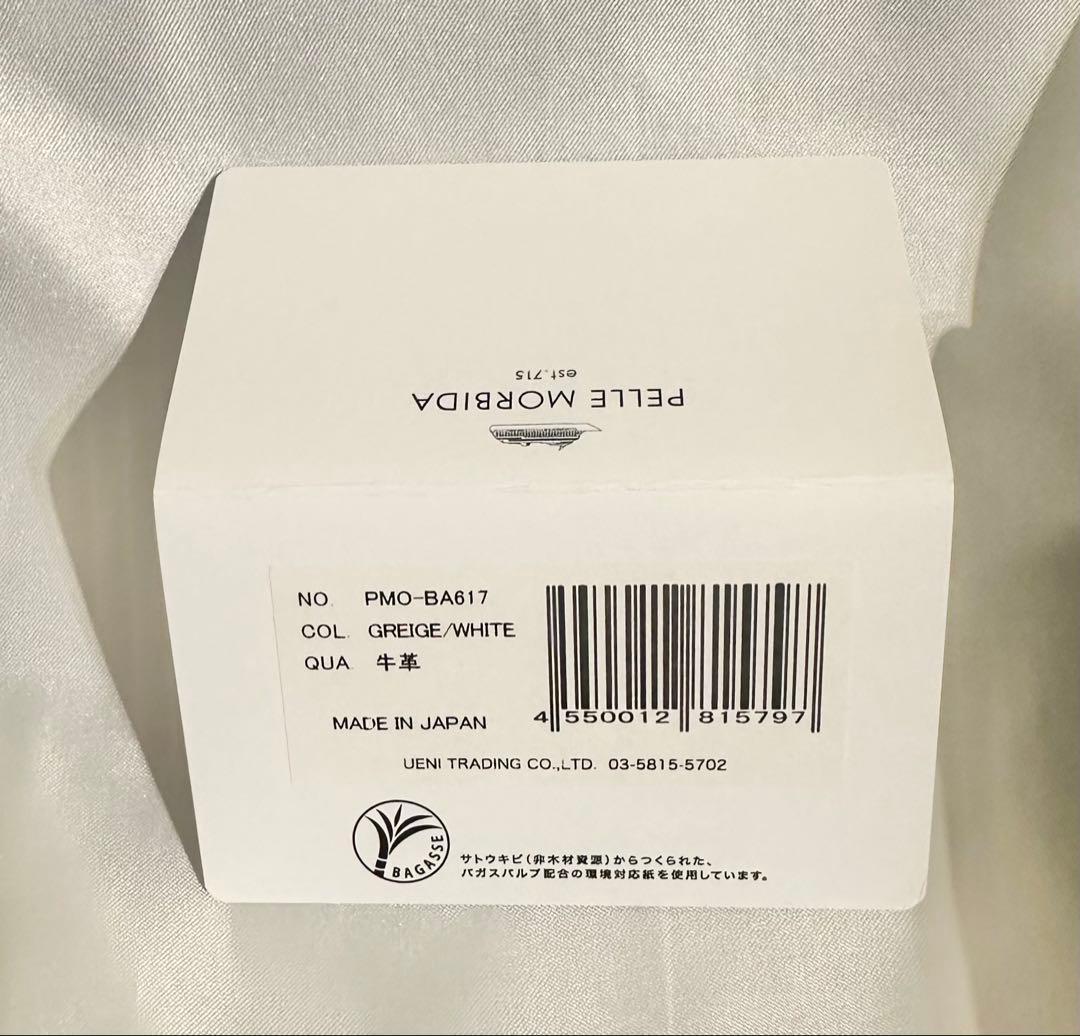 PELLE MORBIDA
est.715
NO. PMO-BA617
COL. GREIGE/WHITE
QUA. 牛革
MADE IN JAPAN
4 550012 815797
UENI TRADING CO.,LTD. 03-5815-5702
BAGASSE
サトウキビ(非木材資源)からつくられた、
バガスパルプ配合の環境対応紙を使用しています。